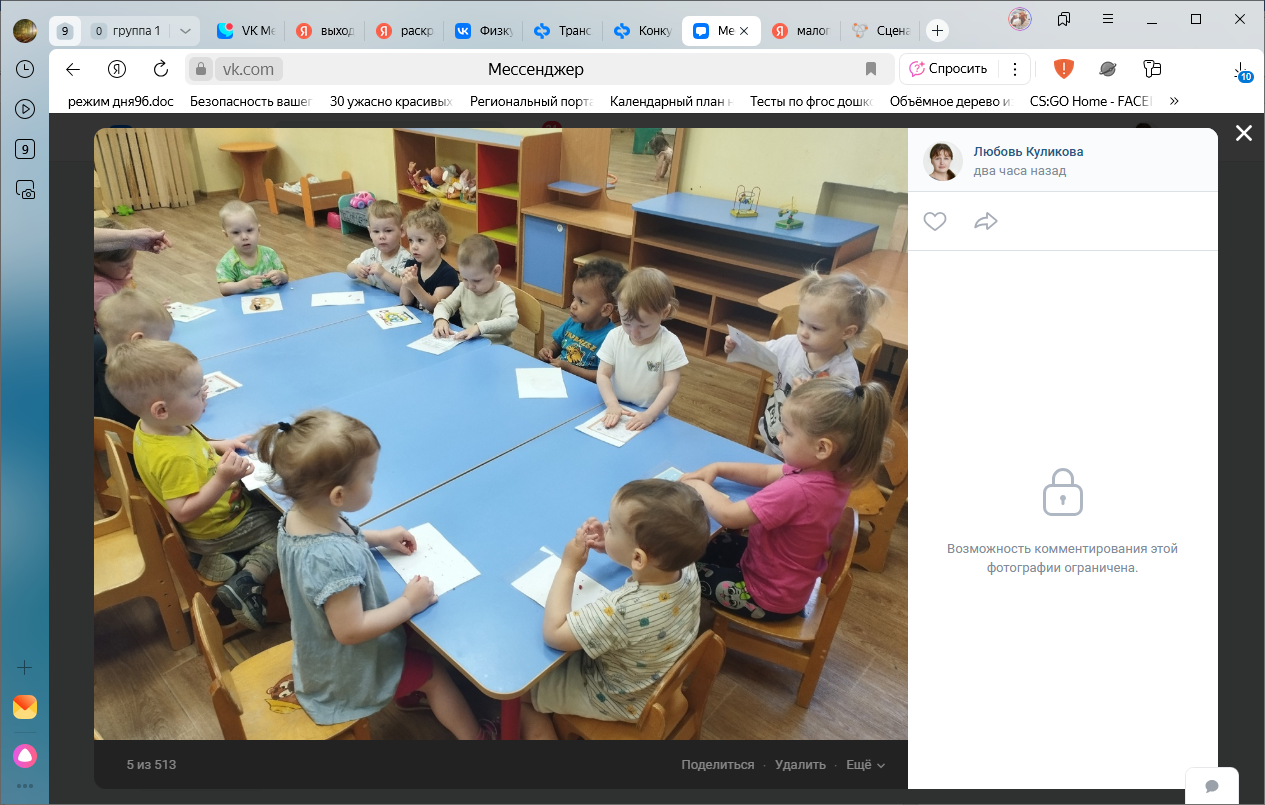 9
0 группа 1
VK Ме
выход
раскр
Физку
Транс
Конку
Ме
малог
Сцена
vk.com
Мессенджер
Спросить
10
режим дня96.doc
Безопасность вашег
30 ужасно красивых
Региональный порта
Календарный план н
Тесты по фгос дошко
Объёмное дерево из
CS:GO Home - FACEI
9
Любовь Куликова
два часа назад
Возможность комментирования этой
фотографии ограничена.
5 из 513
Поделиться · Удалить · Ещё